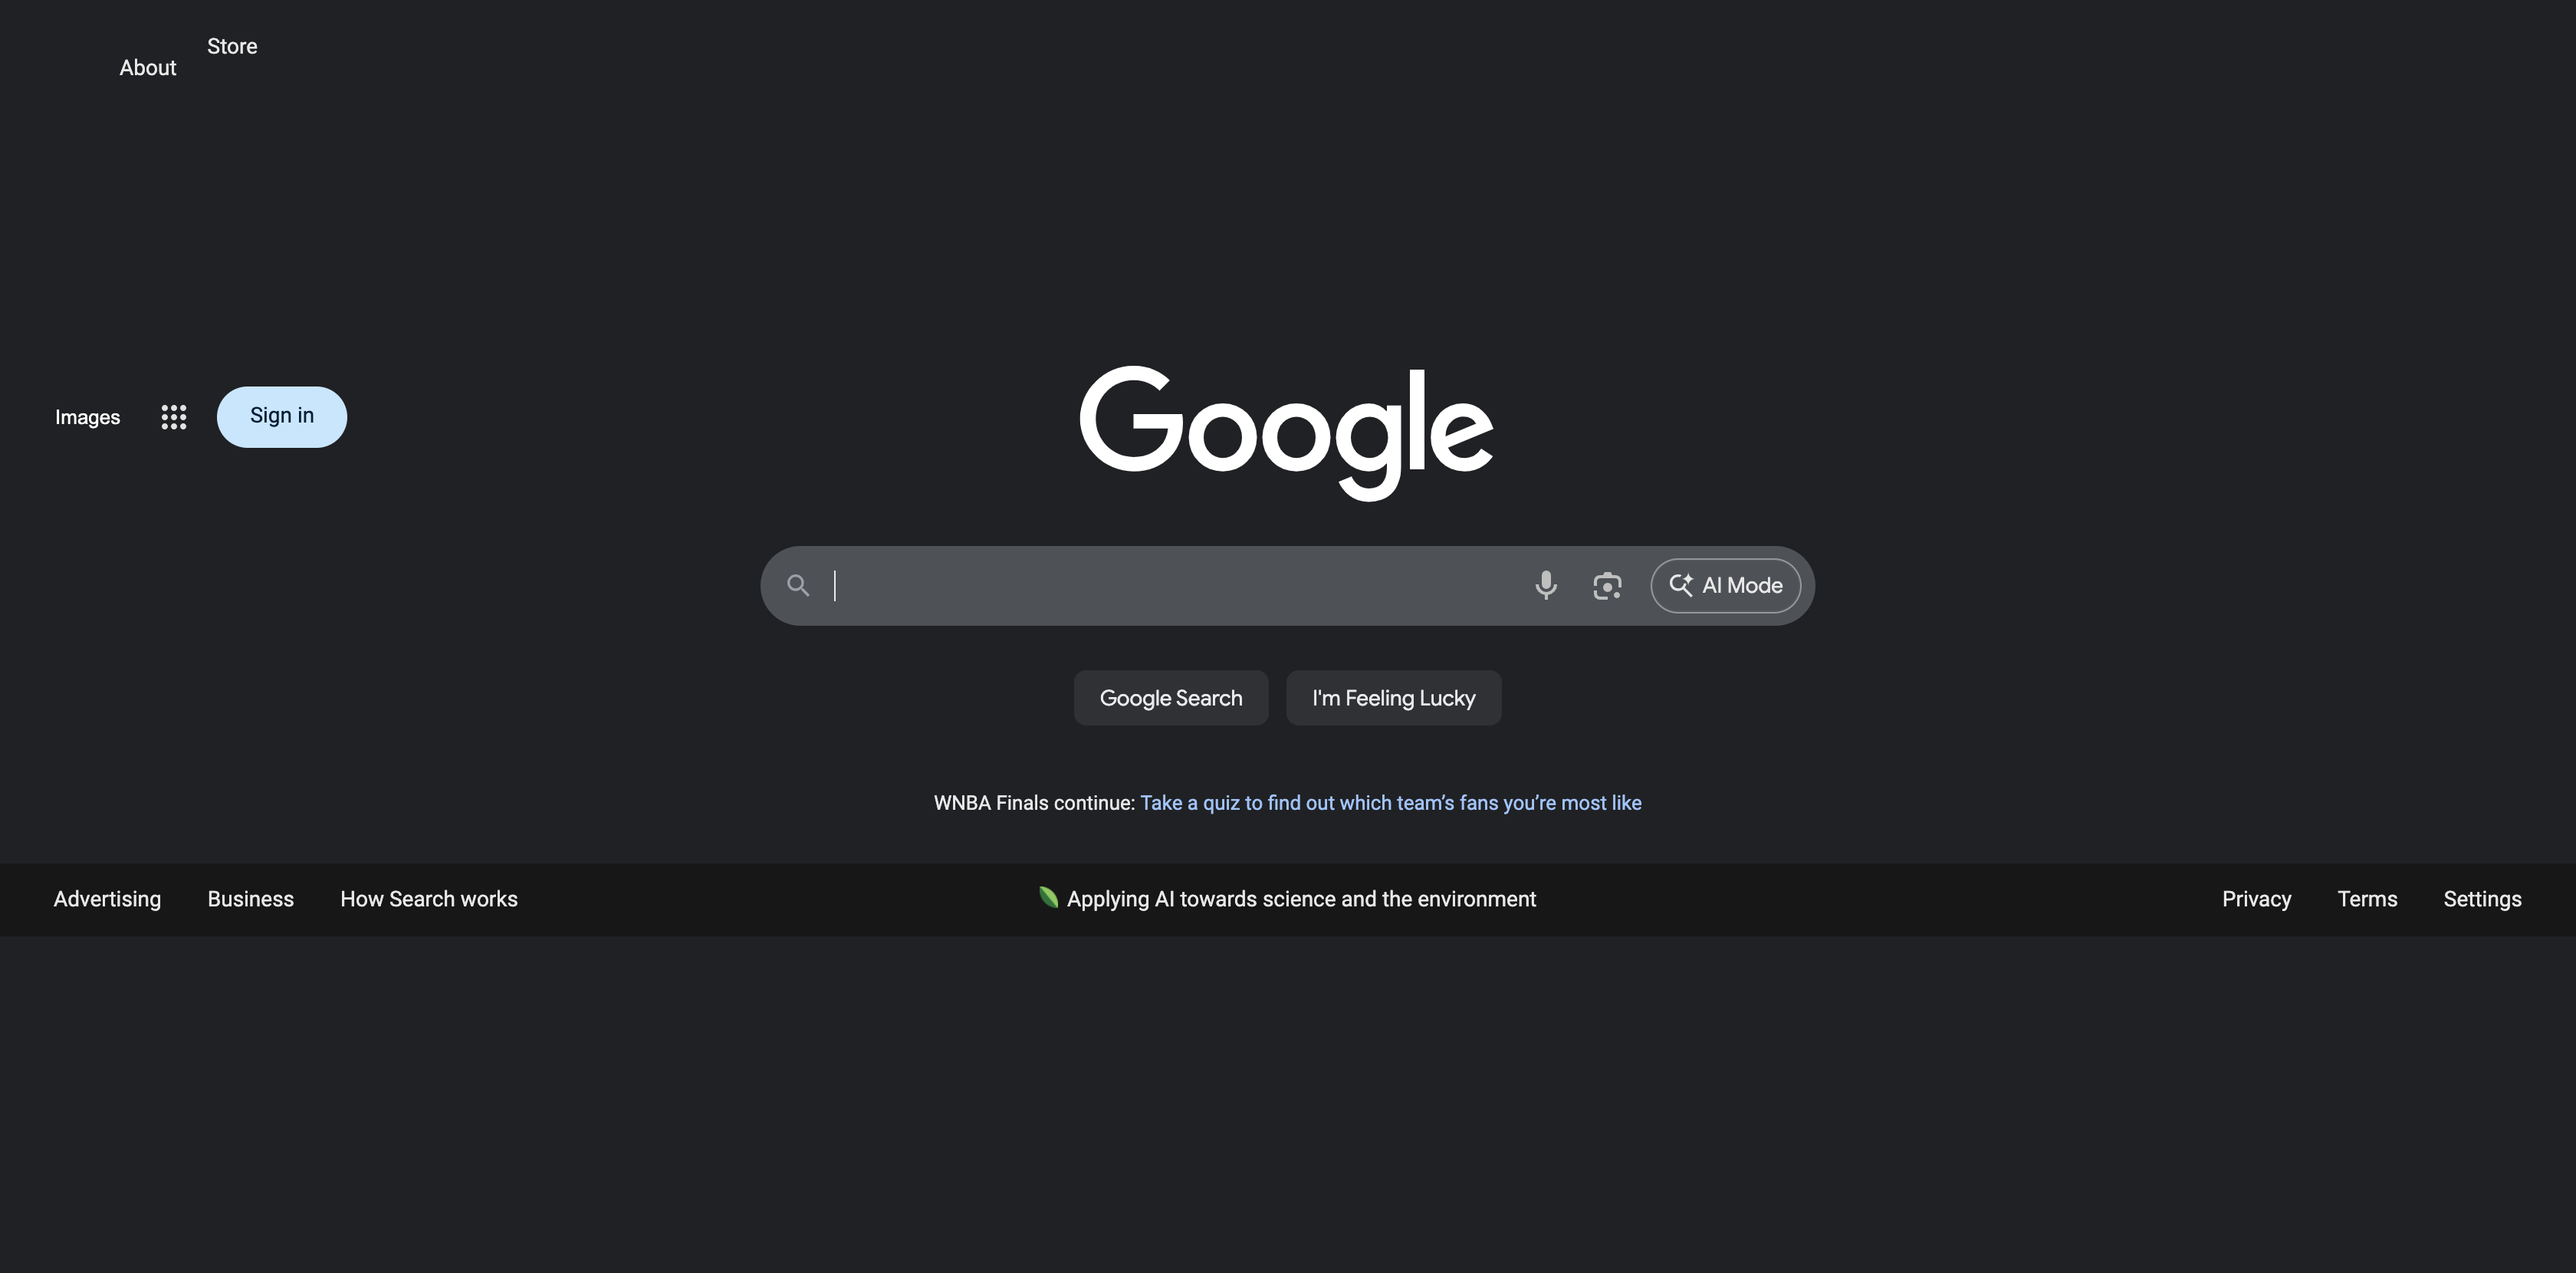 About
Store
Images
Sign in
Google
AI Mode
Google Search
I'm Feeling Lucky
WNBA Finals continue: Take a quiz to find out which team’s fans you’re most like
Advertising
Business
How Search works
Applying AI towards science and the environment
Privacy
Terms
Settings